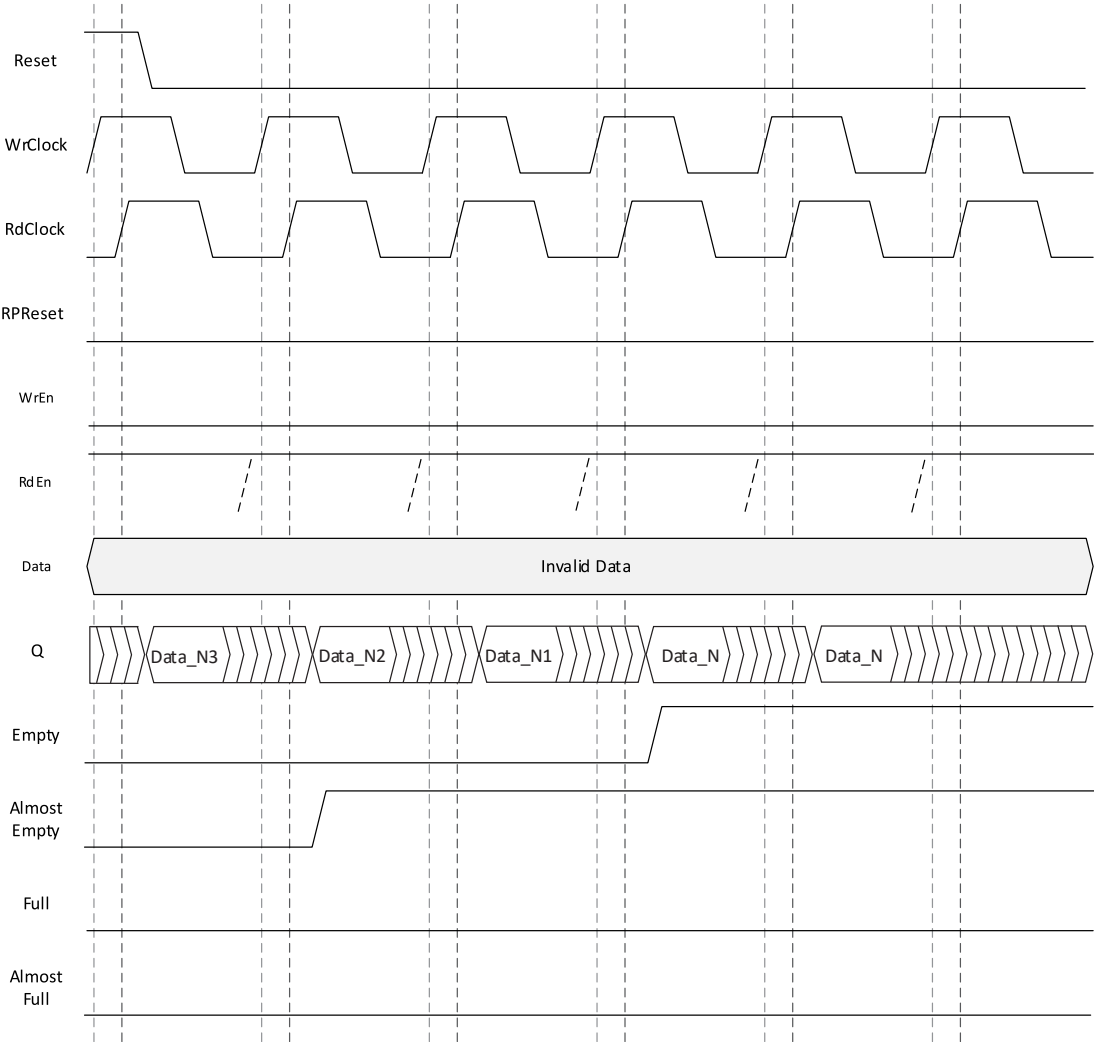 Reset
WrClock
RdClock
RPReset
WrEn
RdEn
Data
Invalid Data
Q
Data_N3
Data_N2
Data_N1
Data_N
Data_N
Empty
Almost
Empty
Full
Almost
Full